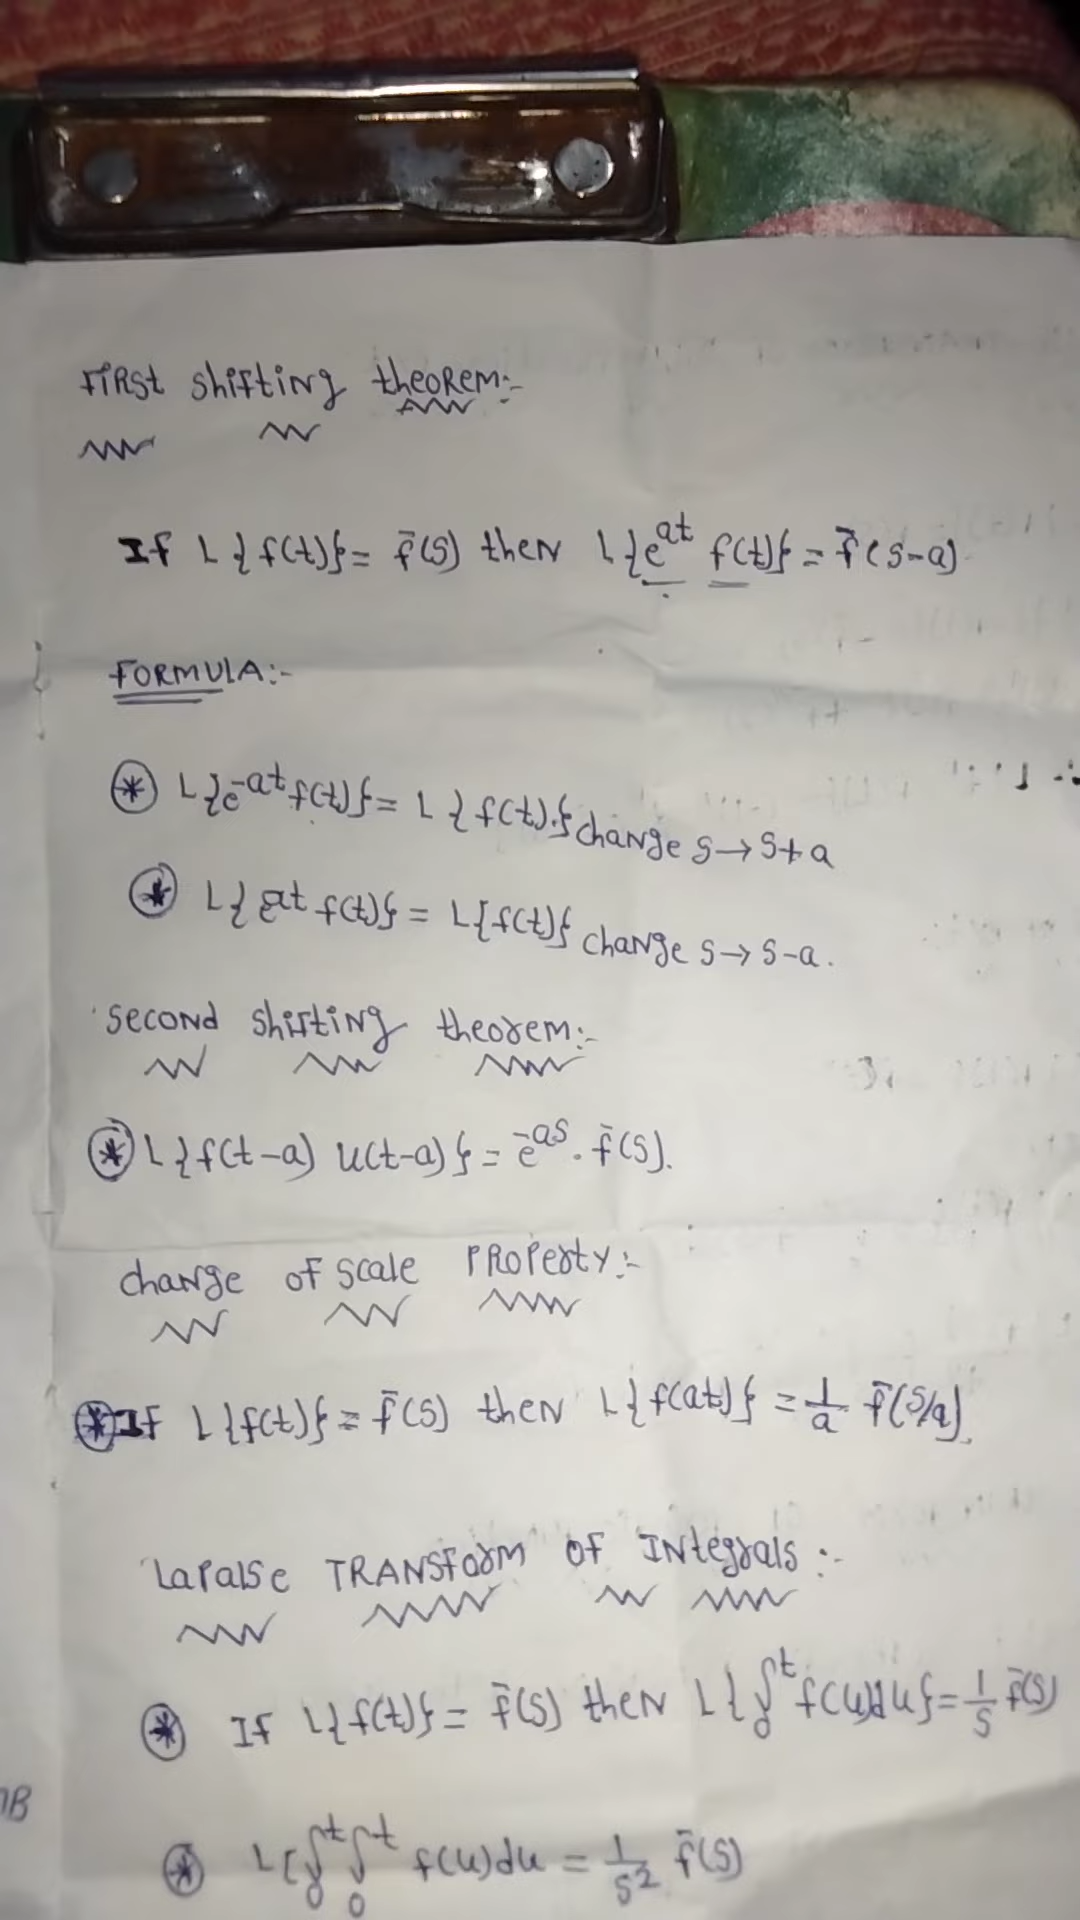 First shifting theorem:-
If L{f(t)} = f̄(s) then L{e^at f(t)} = f̄(s-a)
FORMULA:-
⊛ L{e^-at f(t)} = L{f(t)} change s→s+a
⊛ L{e^at f(t)} = L{f(t)} change s→s-a.
second shifting theorem:-
⊛ L{f(t-a) u(t-a)} = e^-as . f̄(s).
change of scale Property:-
⊛ If L{f(t)} = f̄(s) then L{f(at)} = 1/a f̄(s/a).
Lapalse TRANSform OF INtegrals :-
⊛ If L{f(t)} = f̄(s) then L{∫₀^t f(u)du} = 1/s f̄(s)
⊛ L[∫₀^t ∫₀^t f(u)du = 1/s² f̄(s)